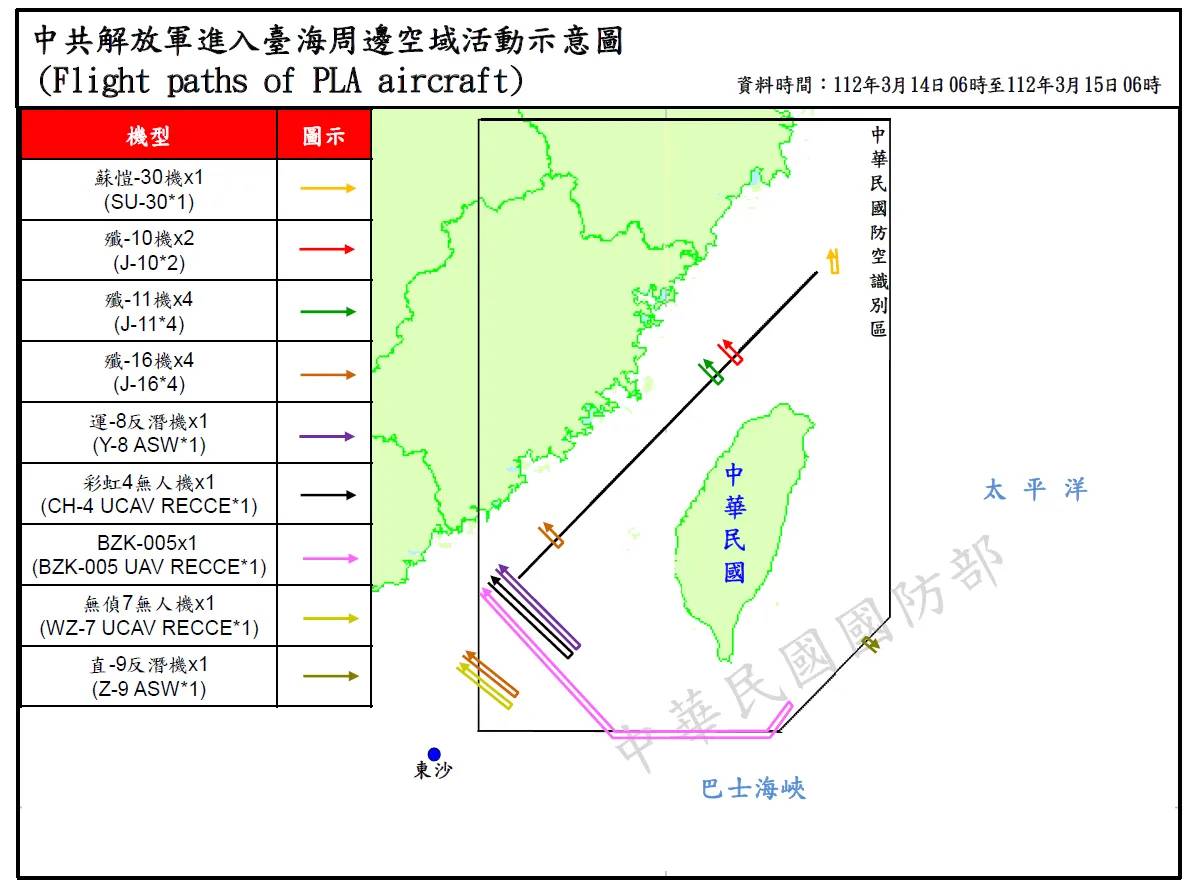 中共解放軍進入臺海周邊空域活動示意圖
(Flight paths of PLA aircraft)
資料時間：112年3月14日06時至112年3月15日06時
機型 圖示
蘇愷-30機x1
(SU-30*1)
殲-10機x2
(J-10*2)
殲-11機x4
(J-11*4)
殲-16機x4
(J-16*4)
運-8反潛機x1
(Y-8 ASW*1)
彩虹4無人機x1
(CH-4 UCAV RECCE*1)
BZK-005x1
(BZK-005 UAV RECCE*1)
無偵7無人機x1
(WZ-7 UCAV RECCE*1)
直-9反潛機x1
(Z-9 ASW*1)
中華民國防空識別區
中華民國
太平洋
巴士海峽
東沙
中華民國國防部